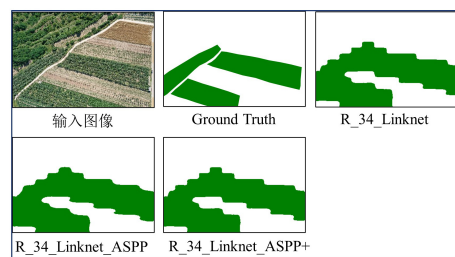 输入图像
Ground Truth
R_34_Linknet
R_34_Linknet_ASPP
R_34_Linknet_ASPP+